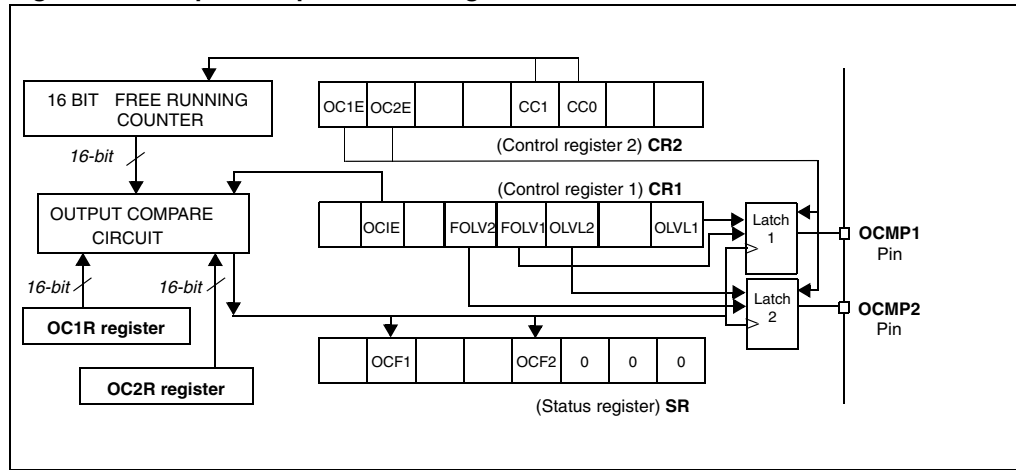 16 BIT FREE RUNNING
COUNTER
OC1E OC2E CC1 CC0
(Control register 2) CR2
16-bit
(Control register 1) CR1
OUTPUT COMPARE
CIRCUIT
OCIE FOLV2 FOLV1 OLVL2 OLVL1
Latch
1
OCMP1
Pin
16-bit
16-bit
OC1R register
Latch
2
OCMP2
Pin
OCF1 OCF2 0 0 0
OC2R register
(Status register) SR